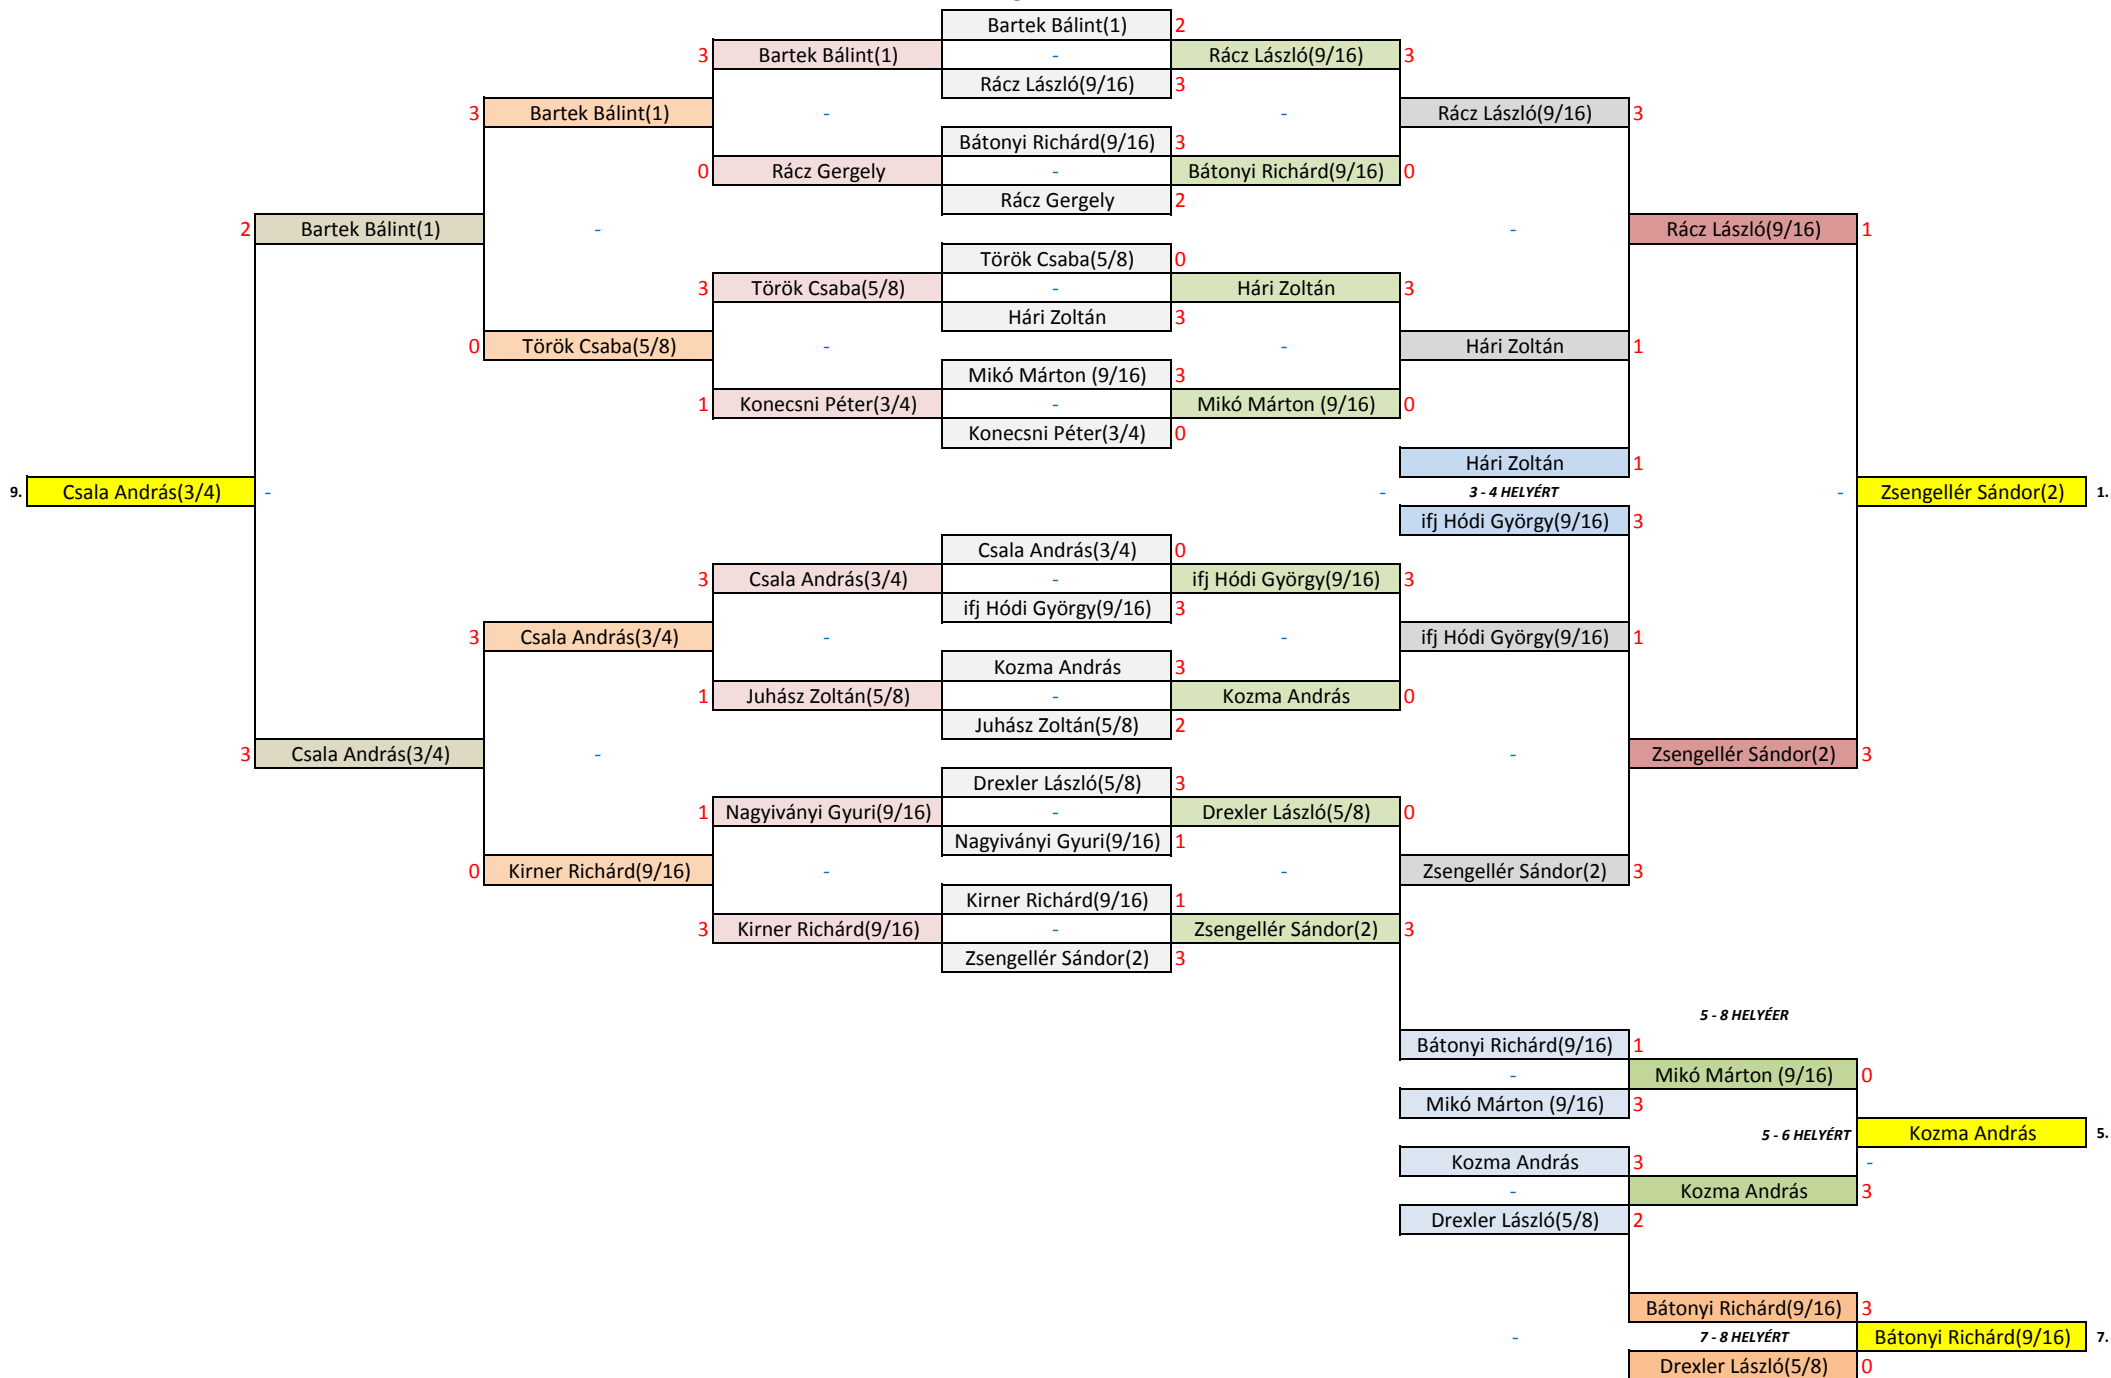 Bartek Bálint(1) 2
3 Bartek Bálint(1) - Rácz László(9/16) 3
Rácz László(9/16) 3
3 Bartek Bálint(1) - - Rácz László(9/16) 3
Bátonyi Richárd(9/16) 3
0 Rácz Gergely - Bátonyi Richárd(9/16) 0
Rácz Gergely 2
2 Bartek Bálint(1) - - Rácz László(9/16) 1
Török Csaba(5/8) 0
3 Török Csaba(5/8) - Hári Zoltán 3
Hári Zoltán 3
0 Török Csaba(5/8) - - Hári Zoltán 1
Mikó Márton (9/16) 3
1 Konecsni Péter(3/4) - Mikó Márton (9/16) 0
Konecsni Péter(3/4) 0
Hári Zoltán 1
9. Csala András(3/4) - - 3 - 4 HELYÉRT - Zsengellér Sándor(2) 1.
ifj Hódi György(9/16) 3
Csala András(3/4) 0
3 Csala András(3/4) - ifj Hódi György(9/16) 3
ifj Hódi György(9/16) 3
3 Csala András(3/4) - - ifj Hódi György(9/16) 1
Kozma András 3
1 Juhász Zoltán(5/8) - Kozma András 0
Juhász Zoltán(5/8) 2
3 Csala András(3/4) - - Zsengellér Sándor(2) 3
Drexler László(5/8) 3
1 Nagyiványi Gyuri(9/16) - Drexler László(5/8) 0
Nagyiványi Gyuri(9/16) 1
0 Kirner Richárd(9/16) - - Zsengellér Sándor(2) 3
Kirner Richárd(9/16) 1
3 Kirner Richárd(9/16) - Zsengellér Sándor(2) 3
Zsengellér Sándor(2) 3
5 - 8 HELYÉER
Bátonyi Richárd(9/16) 1
- Mikó Márton (9/16) 0
Mikó Márton (9/16) 3
5 - 6 HELYÉRT Kozma András 5.
Kozma András 3 -
- Kozma András 3
Drexler László(5/8) 2
Bátonyi Richárd(9/16) 3
- 7 - 8 HELYÉRT Bátonyi Richárd(9/16) 7.
Drexler László(5/8) 0